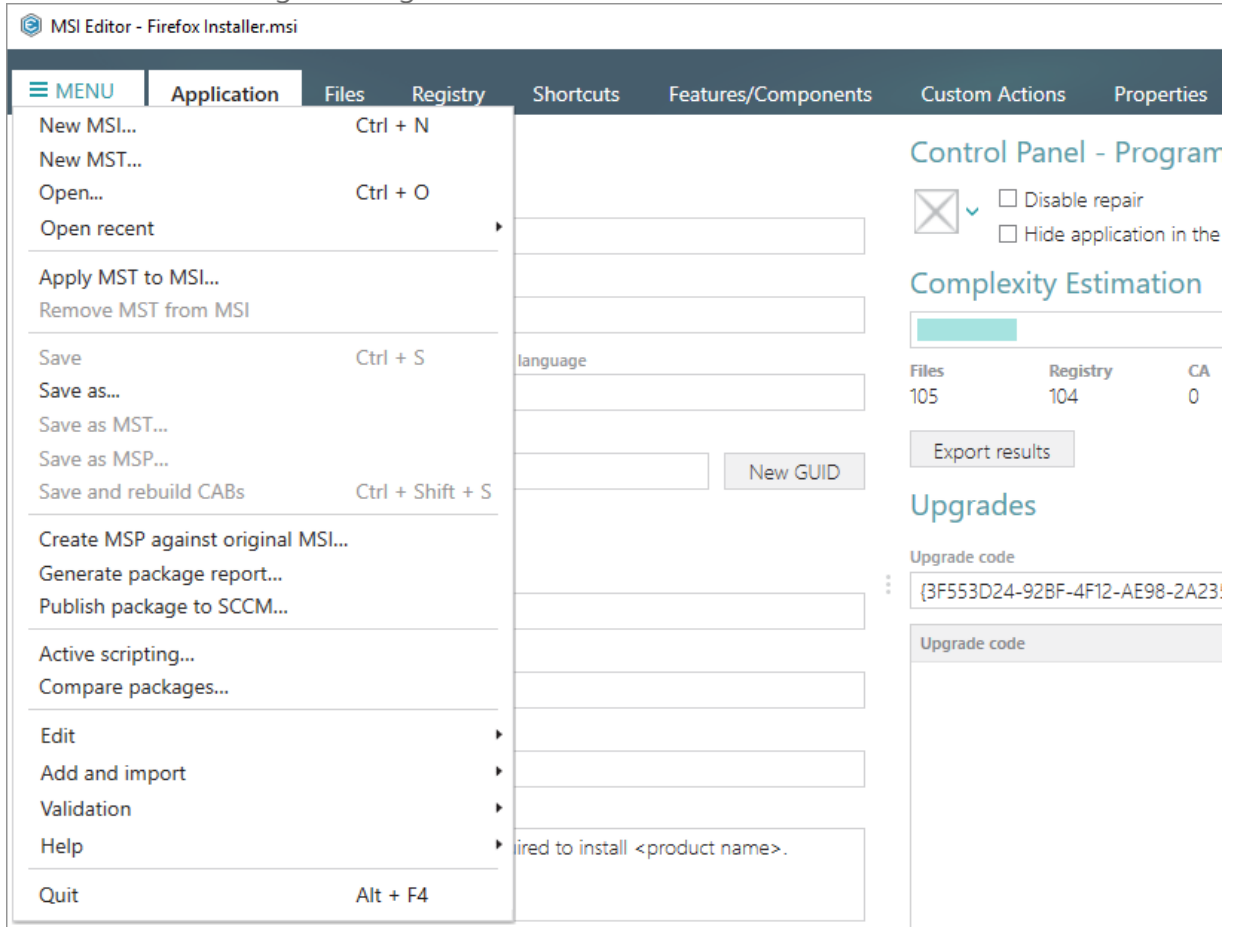 MSI Editor - Firefox Installer.msi
MENU Application Files Registry Shortcuts Features/Components Custom Actions Properties
New MSI... Ctrl + N
New MST...
Open... Ctrl + O
Open recent
Apply MST to MSI...
Remove MST from MSI
Save Ctrl + S
Save as...
Save as MST...
Save as MSP...
Save and rebuild CABs Ctrl + Shift + S
Create MSP against original MSI...
Generate package report...
Publish package to SCCM...
Active scripting...
Compare packages...
Edit
Add and import
Validation
Help
Quit Alt + F4
language
New GUID
ired to install <product name>.
Control Panel - Program
Disable repair
Hide application in the
Complexity Estimation
Files Registry CA
105 104 0
Export results
Upgrades
Upgrade code
{3F553D24-92BF-4F12-AE98-2A235
Upgrade code